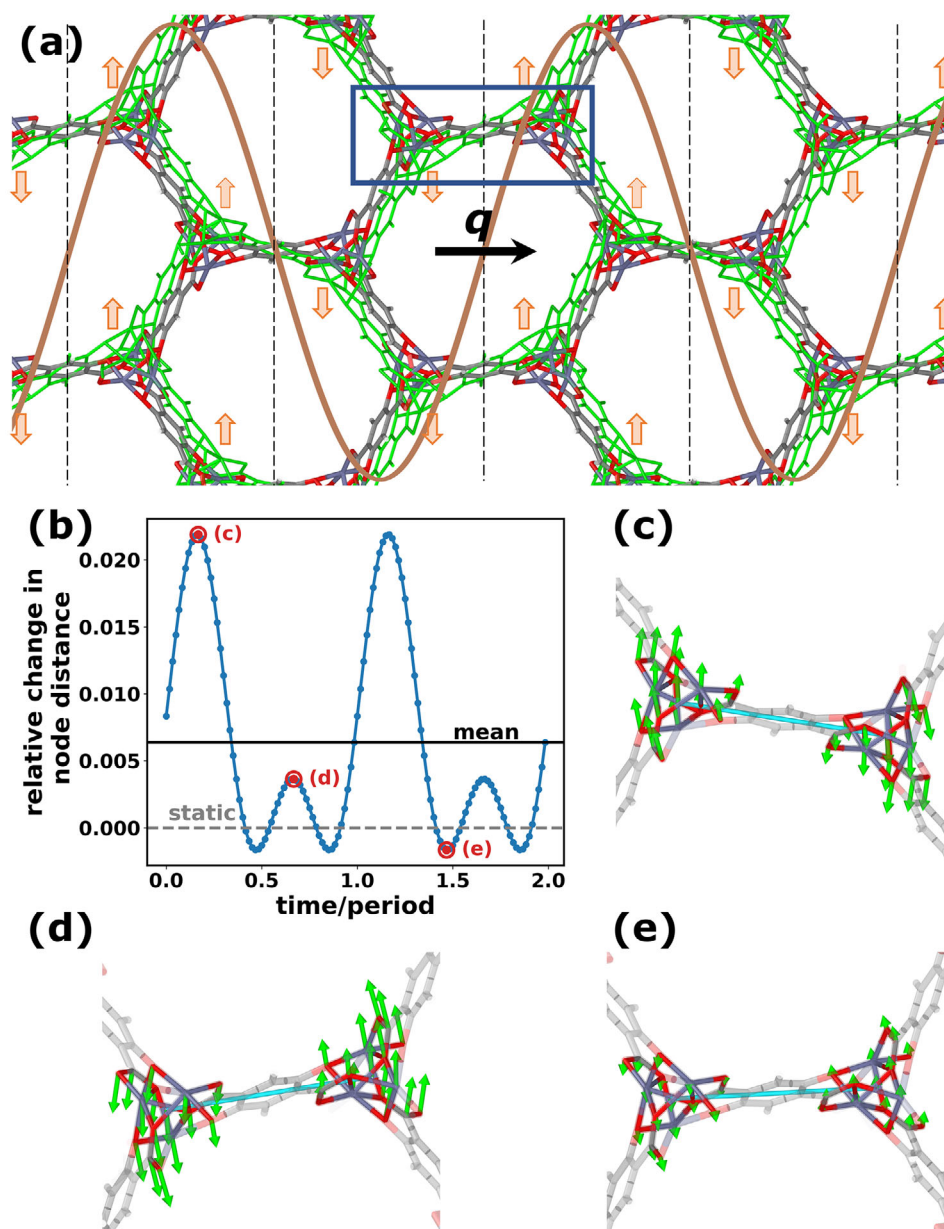 (a)
q
(b)
(c)
0.020
0.015
0.010
0.005
0.000
relative change in
node distance
(c)
mean
(d)
static
(e)
0.0 0.5 1.0 1.5 2.0
time/period
(d)
(e)